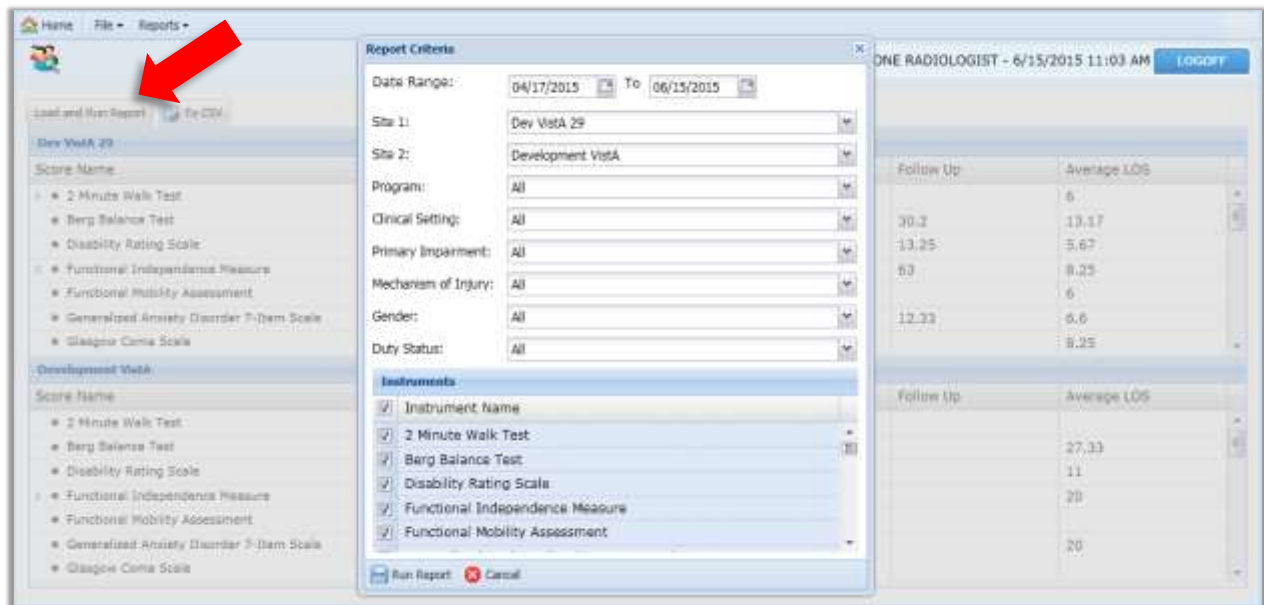 Home File Reports
Report Criteria
ONE RADIOLOGIST - 6/15/2015 11:03 AM LOGOFF
Date Range: 04/17/2015 To 06/15/2015
Load and Run Report To CSV
Site 1: Dev VistA 29
Dev VistA 29
Site 2: Development VistA
Score Name Follow Up Average LOS
Program: All
2 Minute Walk Test 6
Clinical Setting: All
Berg Balance Test 30.2 13.17
Primary Impairment: All
Disability Rating Scale 13.25 5.67
Functional Independence Measure 63 8.25
Mechanism of Injury: All
Functional Mobility Assessment 6
Gender: All
Generalized Anxiety Disorder 7-Item Scale 12.33 6.6
Duty Status: All
Glasgow Coma Scale 8.25
Development VistA
Instruments
Score Name Follow Up Average LOS
Instrument Name
2 Minute Walk Test
2 Minute Walk Test
Berg Balance Test 27.33
Berg Balance Test
Disability Rating Scale 11
Disability Rating Scale
Functional Independence Measure 20
Functional Independence Measure
Functional Mobility Assessment
Functional Mobility Assessment
Generalized Anxiety Disorder 7-Item Scale 20
Glasgow Coma Scale
Run Report Cancel